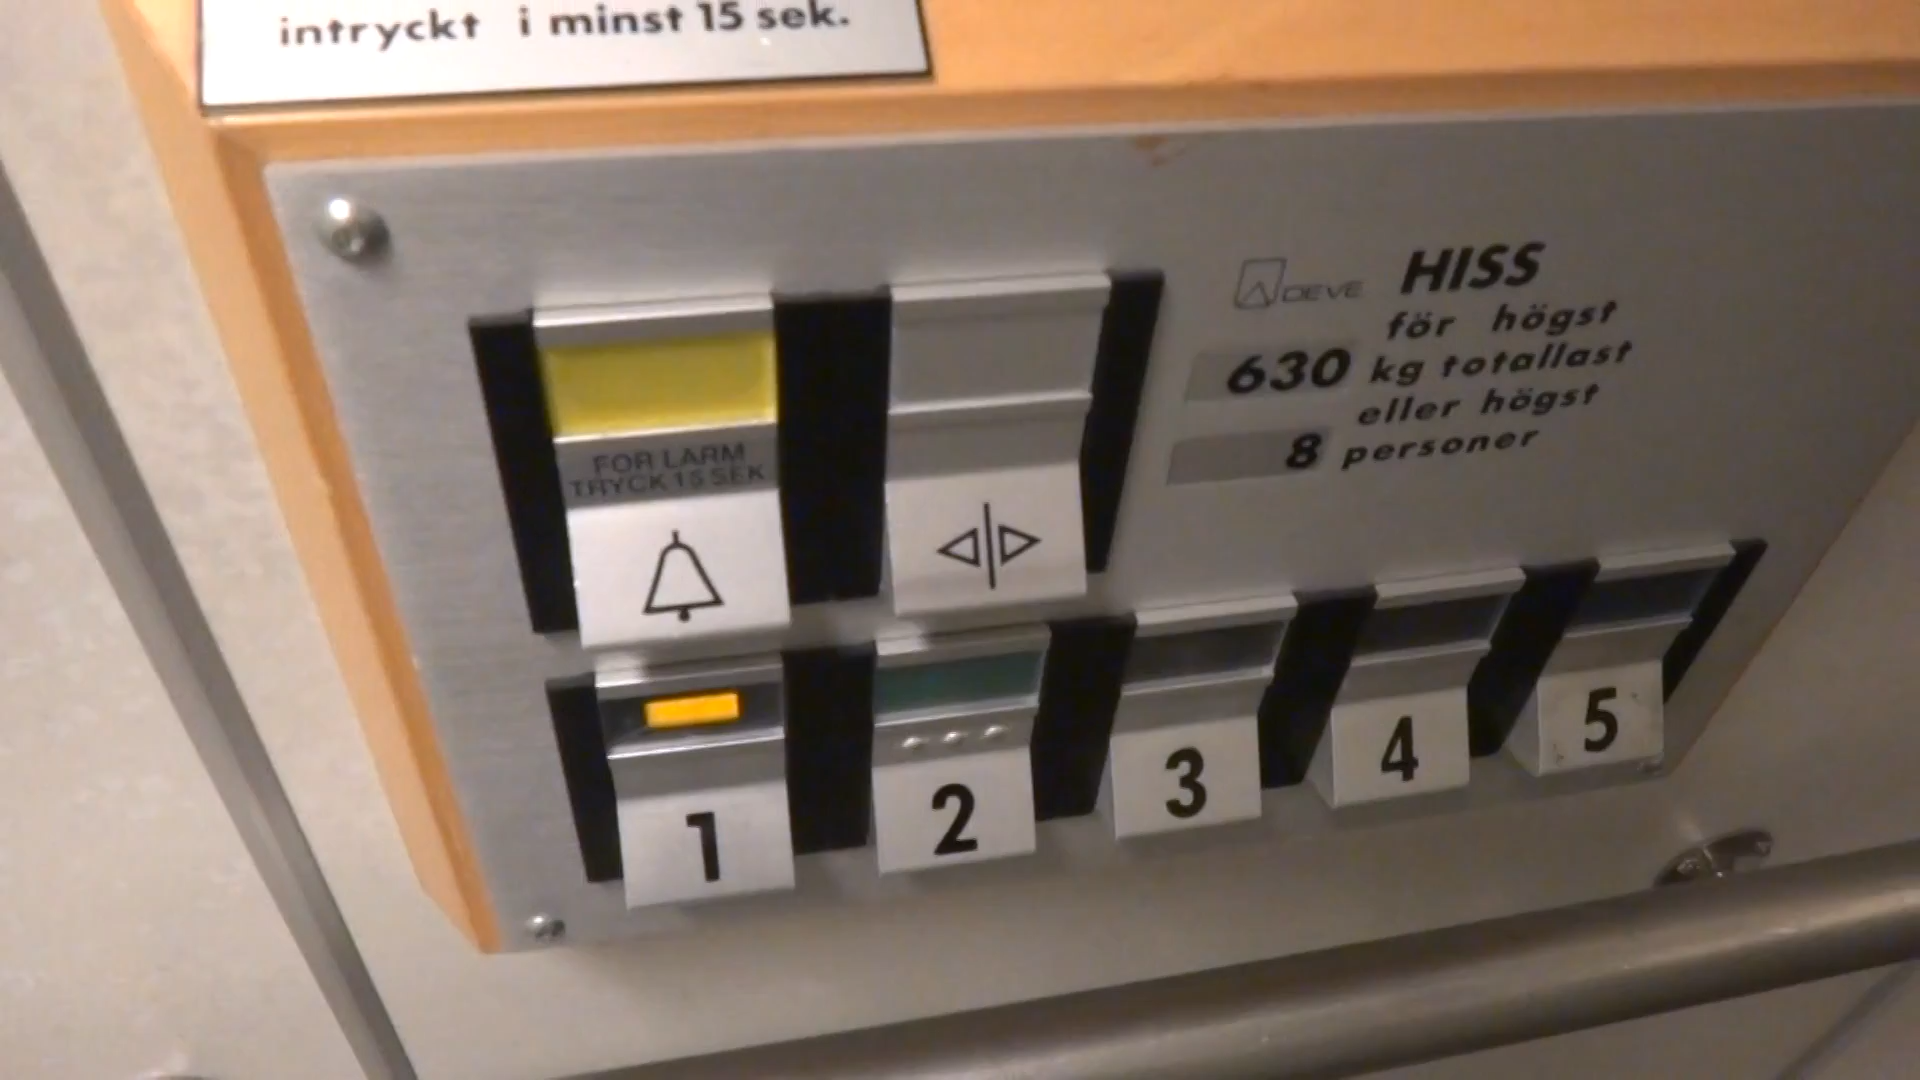 intryckt i minst 15 sek.
DEVE HISS
för högst
630 kg totallast
eller högst
8 personer
FÖR LARM
TRYCK 15 SEK
1 2 3 4 5